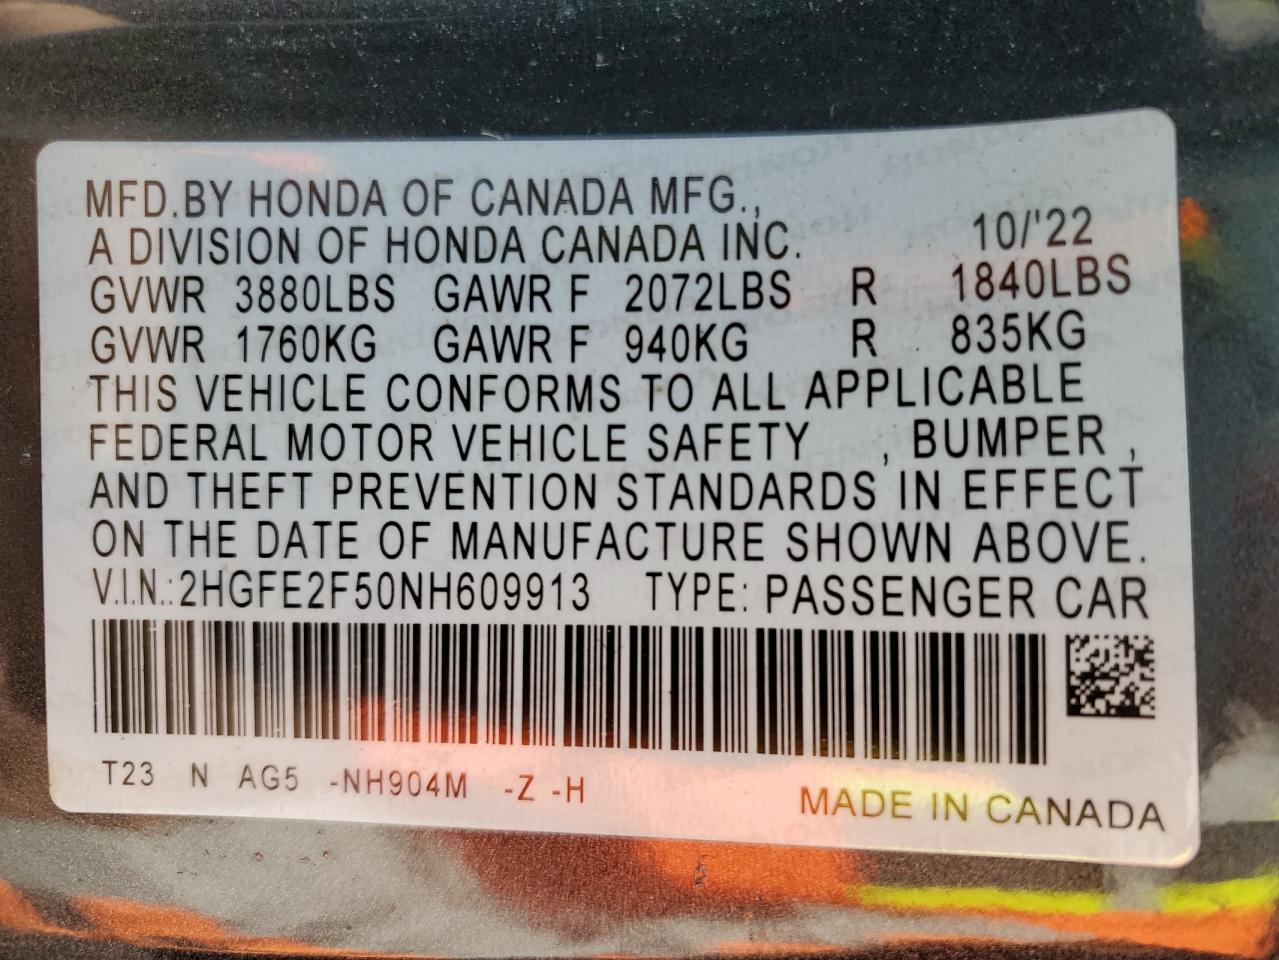 MFD.BY HONDA OF CANADA MFG.,
A DIVISION OF HONDA CANADA INC. 10/'22
GVWR 3880LBS GAWR F 2072LBS R 1840LBS
GVWR 1760KG GAWR F 940KG R 835KG
THIS VEHICLE CONFORMS TO ALL APPLICABLE
FEDERAL MOTOR VEHICLE SAFETY , BUMPER ,
AND THEFT PREVENTION STANDARDS IN EFFECT
ON THE DATE OF MANUFACTURE SHOWN ABOVE.
V.I.N.: 2HGFE2F50NH609913 TYPE: PASSENGER CAR
T23 N AG5 -NH904M -Z -H
MADE IN CANADA